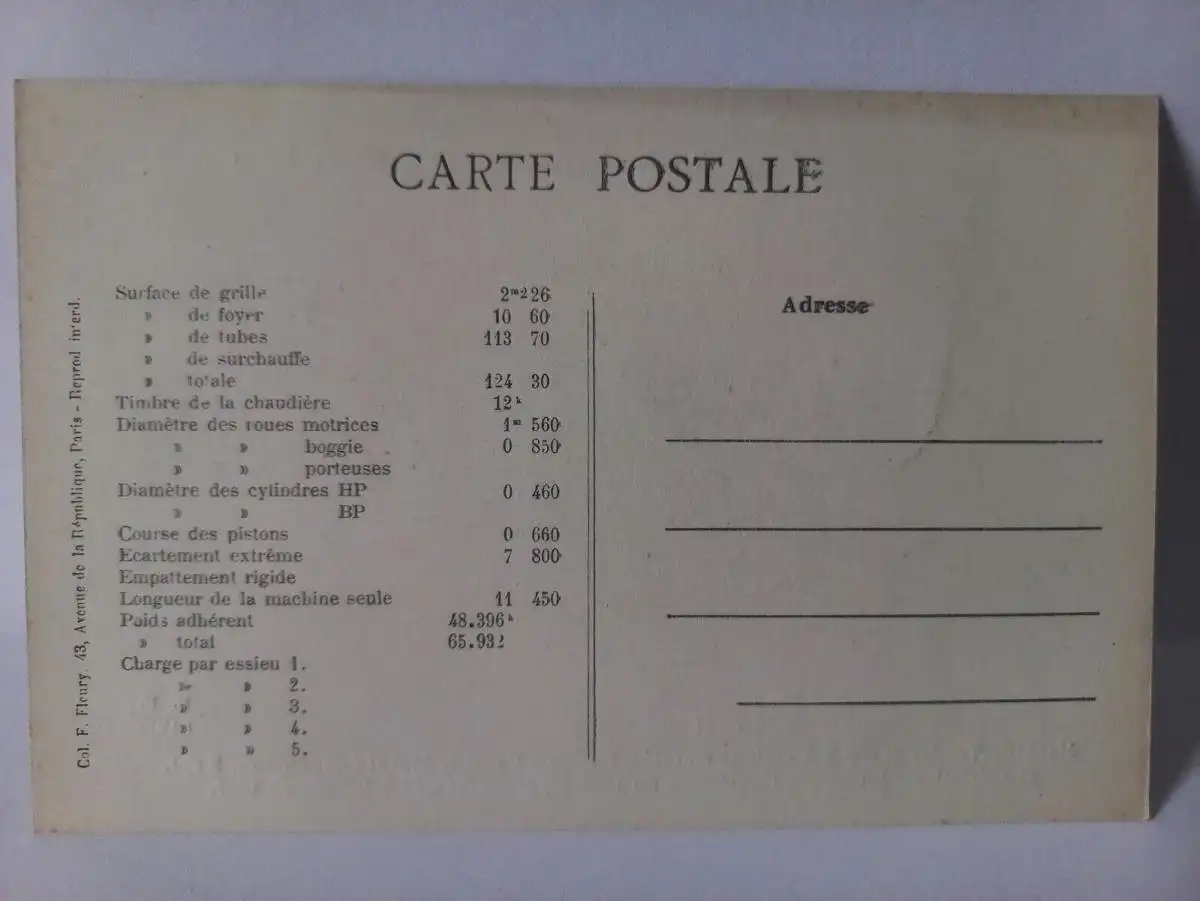 CARTE POSTALE
Surface de grille 2ᵐ²26
» de foyer 10 60
» de tubes 113 70
» de surchauffe
» totale 124 30
Timbre de la chaudière 12ᵏ
Diamètre des roues motrices 1ᵐ 560
» » boggie 0 850
» » porteuses
Diamètre des cylindres HP 0 460
» » BP
Course des pistons 0 660
Ecartement extrême 7 800
Empattement rigide
Longueur de la machine seule 11 450
Poids adhérent 48.396ᵏ
» total 65.932
Charge par essieu 1.
» » 2.
» » 3.
» » 4.
» » 5.
Adresse
Col. F. Fleury, 43, Avenue de la République, Paris - Reprod interd.